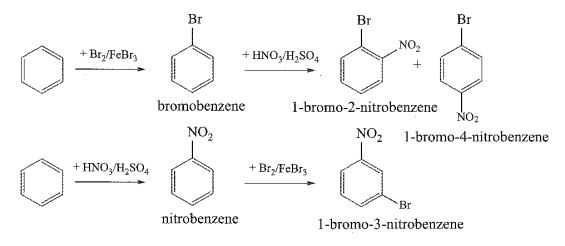 Br
+ Br₂/FeBr₃
bromobenzene
+ HNO₃/H₂SO₄
Br
NO₂
1-bromo-2-nitrobenzene
+
Br
NO₂
1-bromo-4-nitrobenzene
+ HNO₃/H₂SO₄
NO₂
nitrobenzene
+ Br₂/FeBr₃
NO₂
Br
1-bromo-3-nitrobenzene